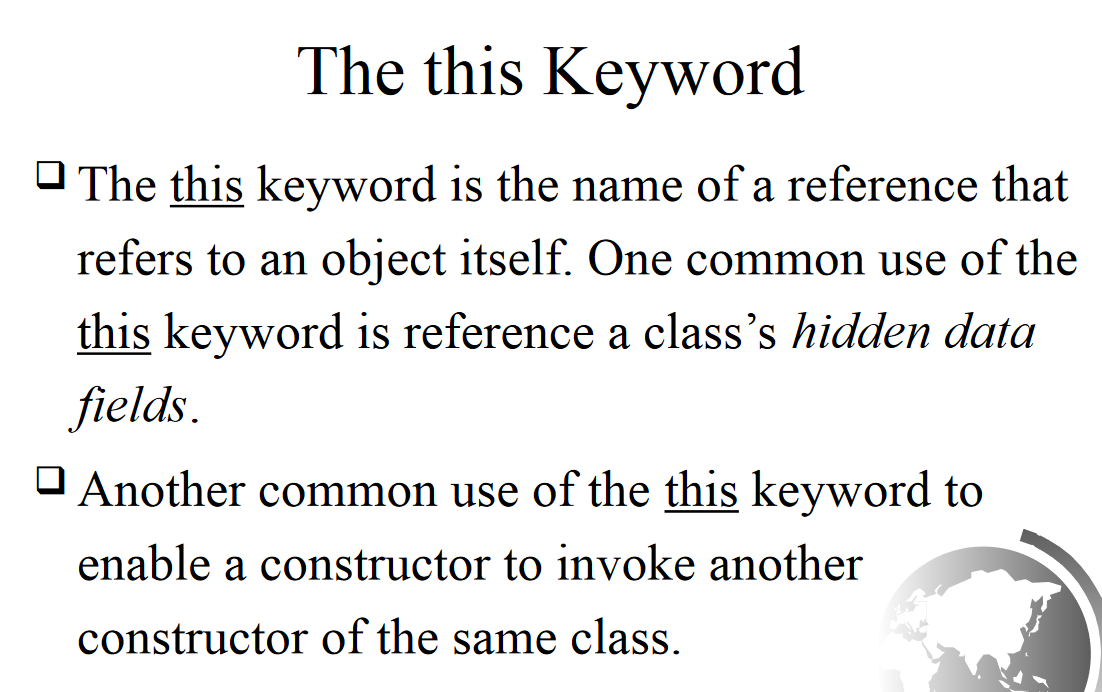 The this Keyword
The this keyword is the name of a reference that
refers to an object itself. One common use of the
this keyword is reference a class’s hidden data
fields.
Another common use of the this keyword to
enable a constructor to invoke another
constructor of the same class.